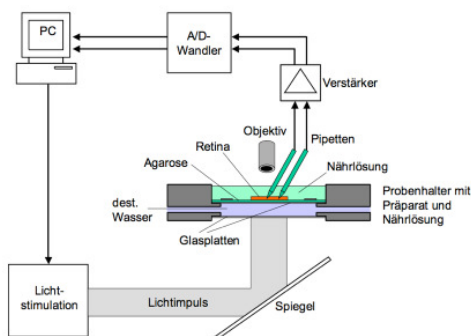 PC
A/D-
Wandler
Verstärker
Objektiv
Pipetten
Retina
Agarose
Nährlösung
dest.
Wasser
Probenhalter mit
Präparat und
Nährlösung
Glasplatten
Licht-
stimulation
Lichtimpuls
Spiegel